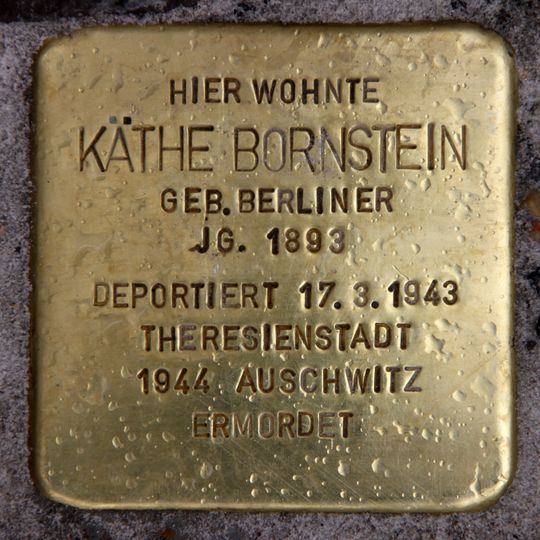 HIER WOHNTE
KÄTHE BORNSTEIN
GEB. BERLINER
JG. 1893
DEPORTIERT 17. 3. 1943
THERESIENSTADT
1944 AUSCHWITZ
ERMORDET